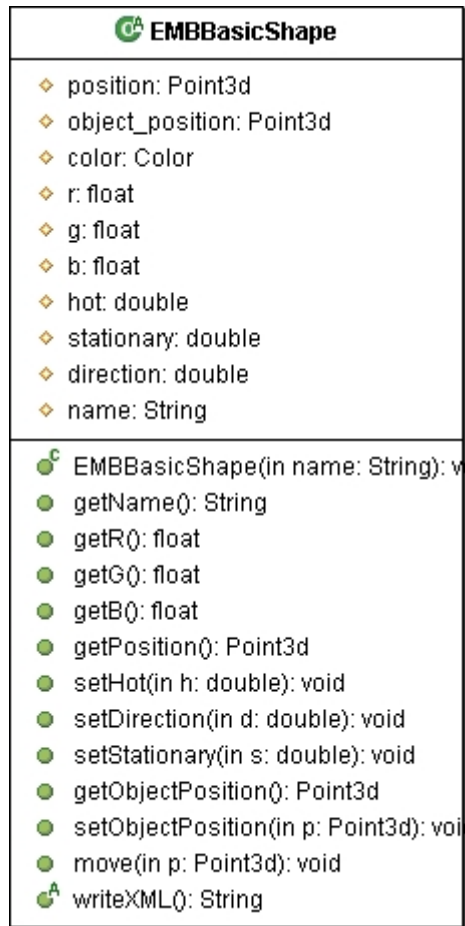 EMBBasicShape
position: Point3d
object_position: Point3d
color: Color
r: float
g: float
b: float
hot: double
stationary: double
direction: double
name: String
EMBBasicShape(in name: String): v
getName(): String
getR(): float
getG(): float
getB(): float
getPosition(): Point3d
setHot(in h: double): void
setDirection(in d: double): void
setStationary(in s: double): void
getObjectPosition(): Point3d
setObjectPosition(in p: Point3d): voi
move(in p: Point3d): void
writeXML(): String